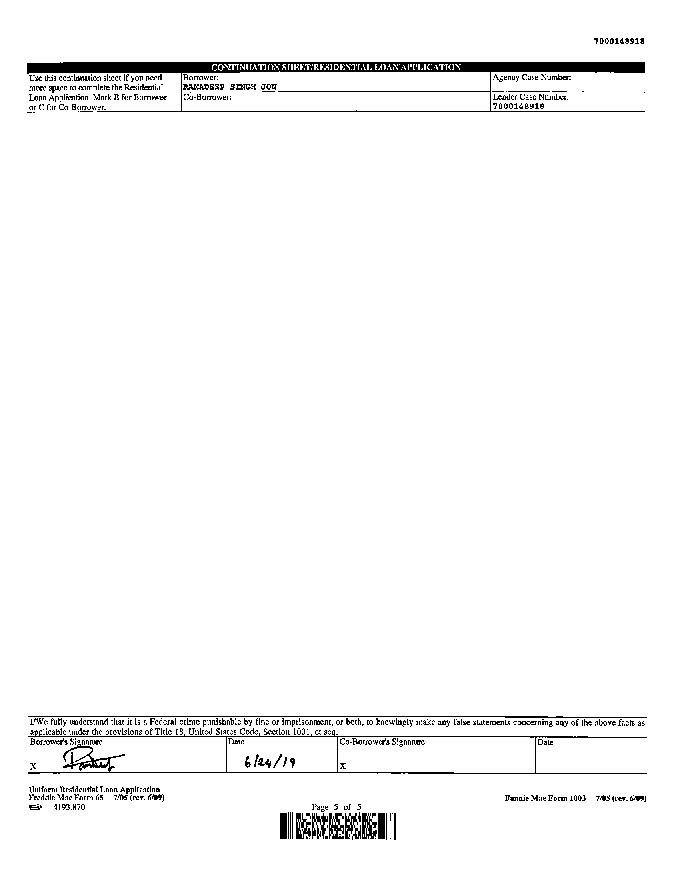 7000148918
CONTINUATION SHEET/RESIDENTIAL LOAN APPLICATION
Use this continuation sheet if you need
more space to complete the Residential
Loan Application. Mark B for Borrower
or C for Co-Borrower.
Borrower:
SINGH
Co-Borrower:
Agency Case Number:
Lender Case Number:
7000148918
I/We fully understand that it is a Federal crime punishable by fine or imprisonment, or both, to knowingly make any false statements concerning any of the above facts as
applicable under the provisions of Title 18, United States Code, Section 1001, et seq.
Borrower's Signature
X
Date
6/24/19
Co-Borrower's Signature
X
Date
Uniform Residential Loan Application
Freddie Mac Form 65 7/05 (rev. 6/09)
4193.870
Page 5 of 5
Fannie Mae Form 1003 7/05 (rev. 6/09)